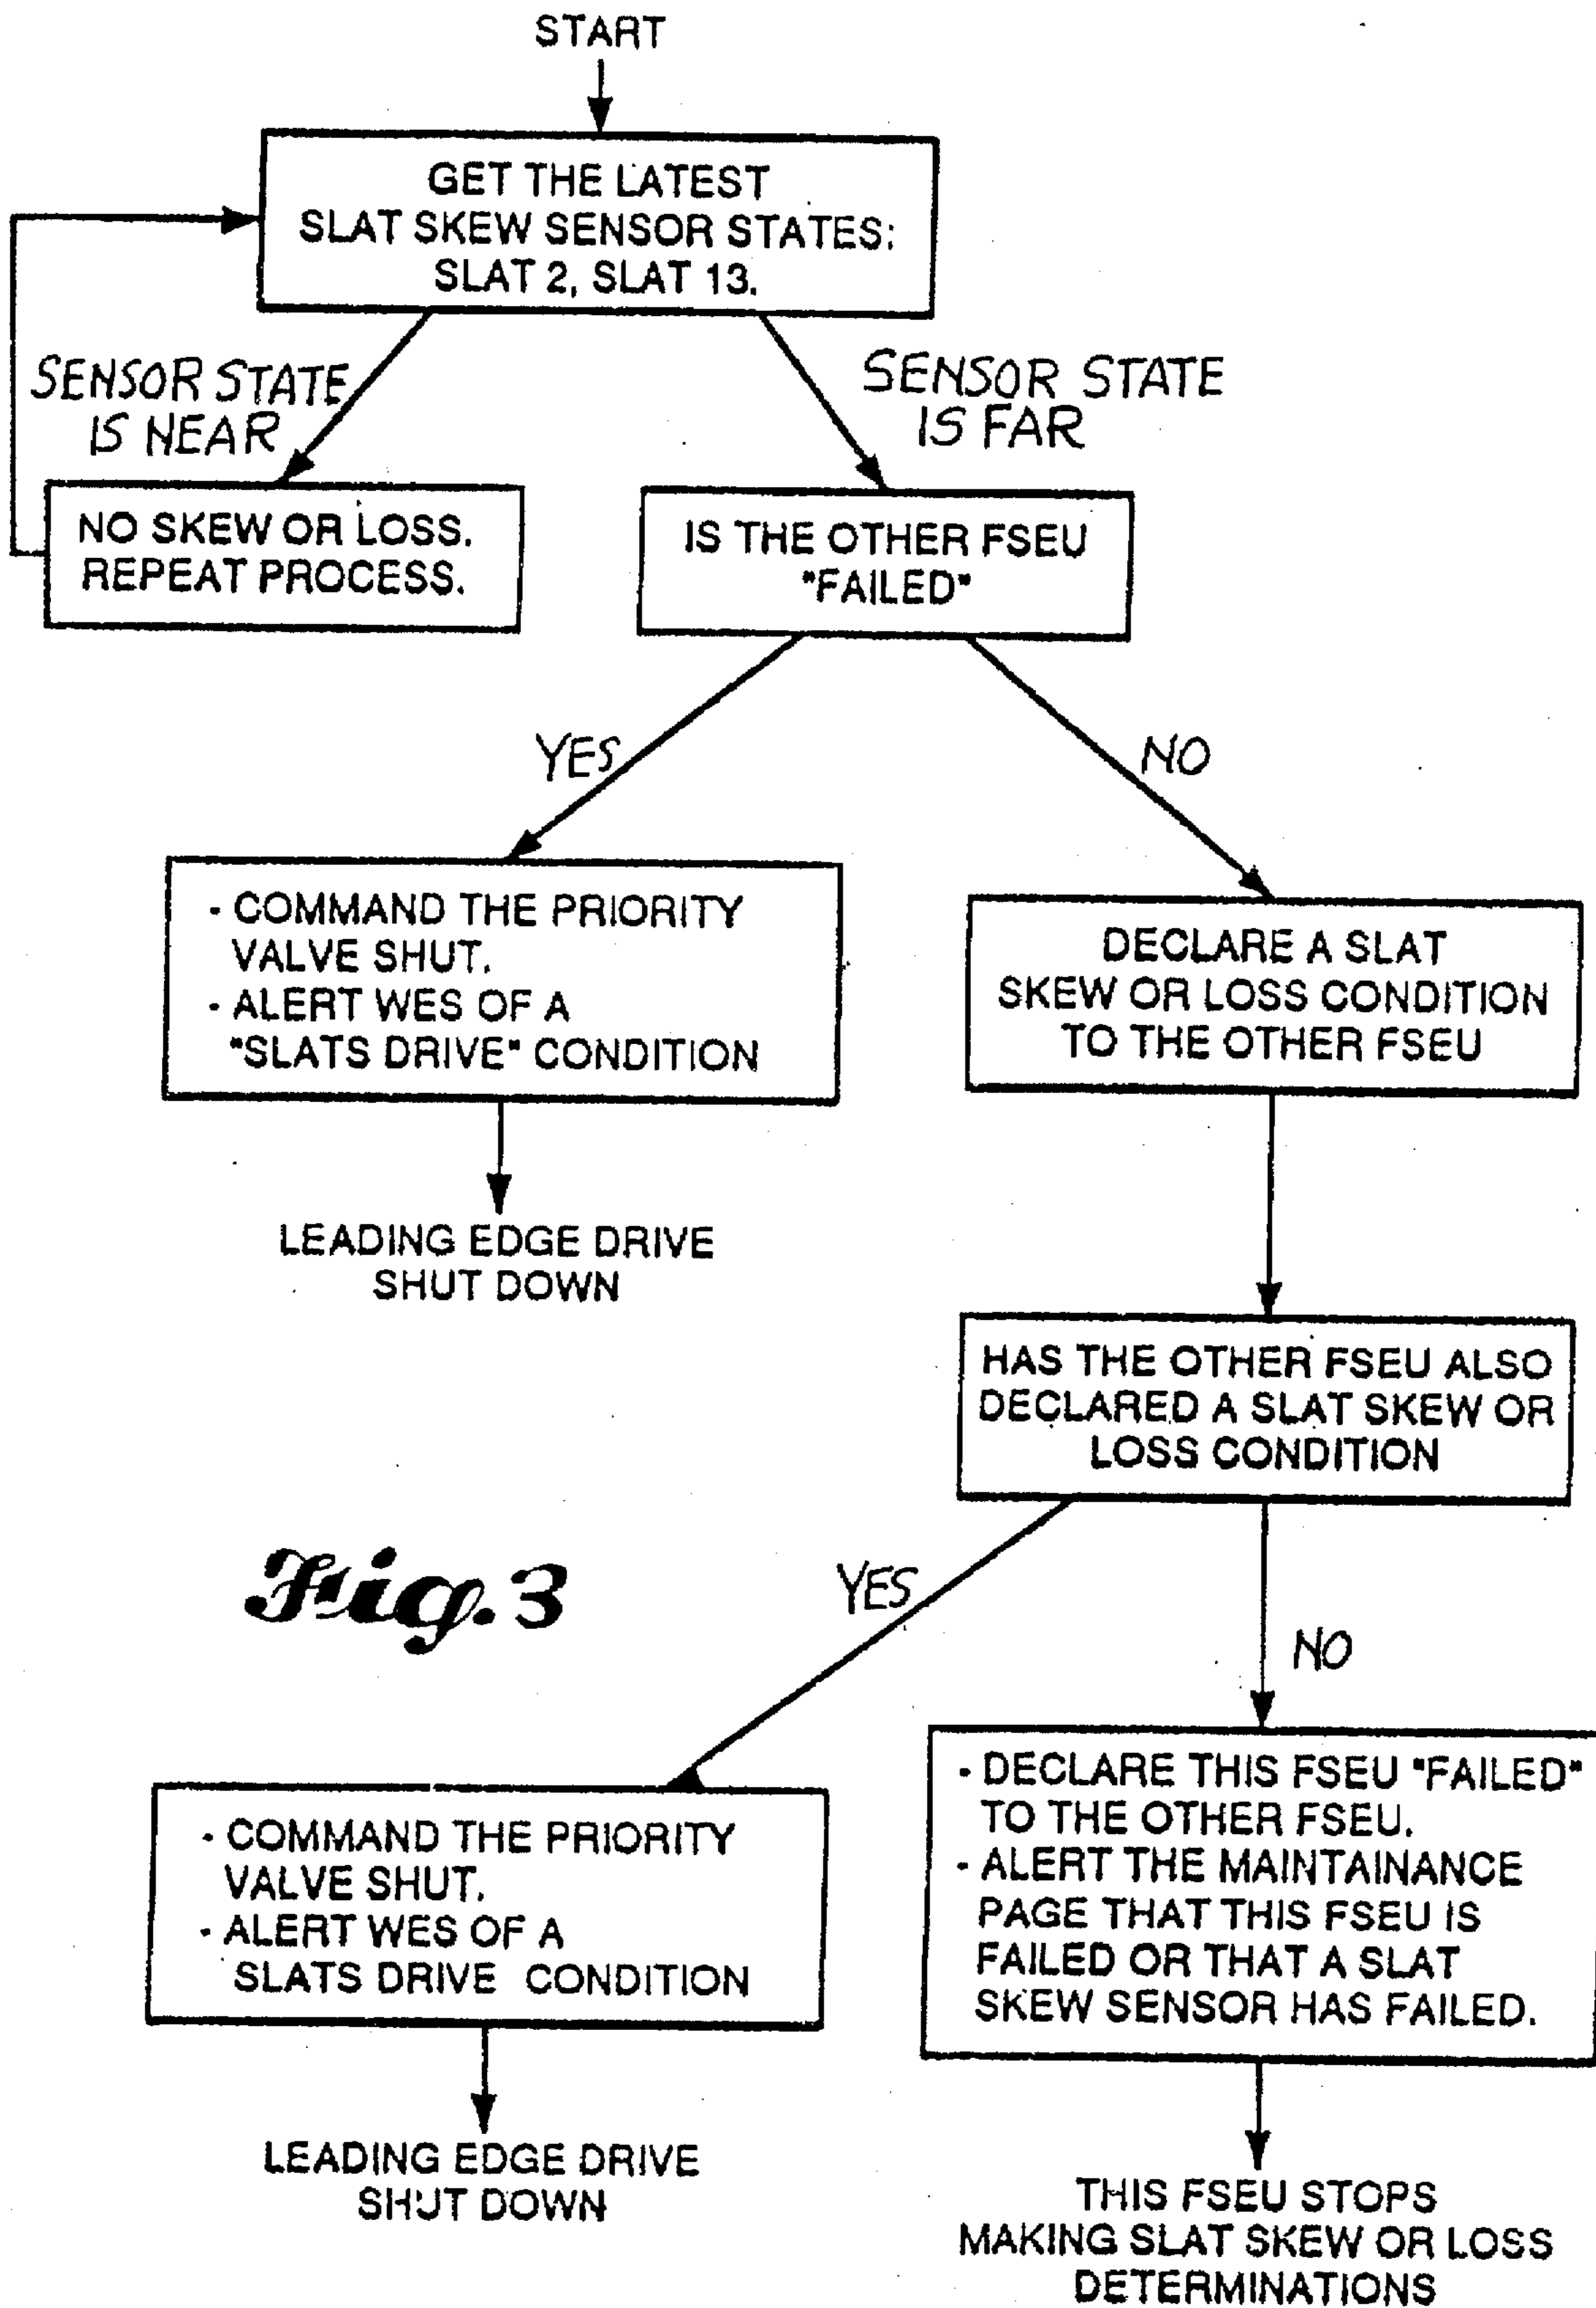 START
GET THE LATEST
SLAT SKEW SENSOR STATES:
SLAT 2, SLAT 13.
SENSOR STATE
IS NEAR
SENSOR STATE
IS FAR
NO SKEW OR LOSS.
REPEAT PROCESS.
IS THE OTHER FSEU
"FAILED"
YES
NO
- COMMAND THE PRIORITY
VALVE SHUT.
- ALERT WES OF A
"SLATS DRIVE" CONDITION
DECLARE A SLAT
SKEW OR LOSS CONDITION
TO THE OTHER FSEU
LEADING EDGE DRIVE
SHUT DOWN
HAS THE OTHER FSEU ALSO
DECLARED A SLAT SKEW OR
LOSS CONDITION
Fig. 3
YES
NO
- COMMAND THE PRIORITY
VALVE SHUT.
- ALERT WES OF A
SLATS DRIVE CONDITION
- DECLARE THIS FSEU "FAILED"
TO THE OTHER FSEU.
- ALERT THE MAINTAINANCE
PAGE THAT THIS FSEU IS
FAILED OR THAT A SLAT
SKEW SENSOR HAS FAILED.
LEADING EDGE DRIVE
SHUT DOWN
THIS FSEU STOPS
MAKING SLAT SKEW OR LOSS
DETERMINATIONS